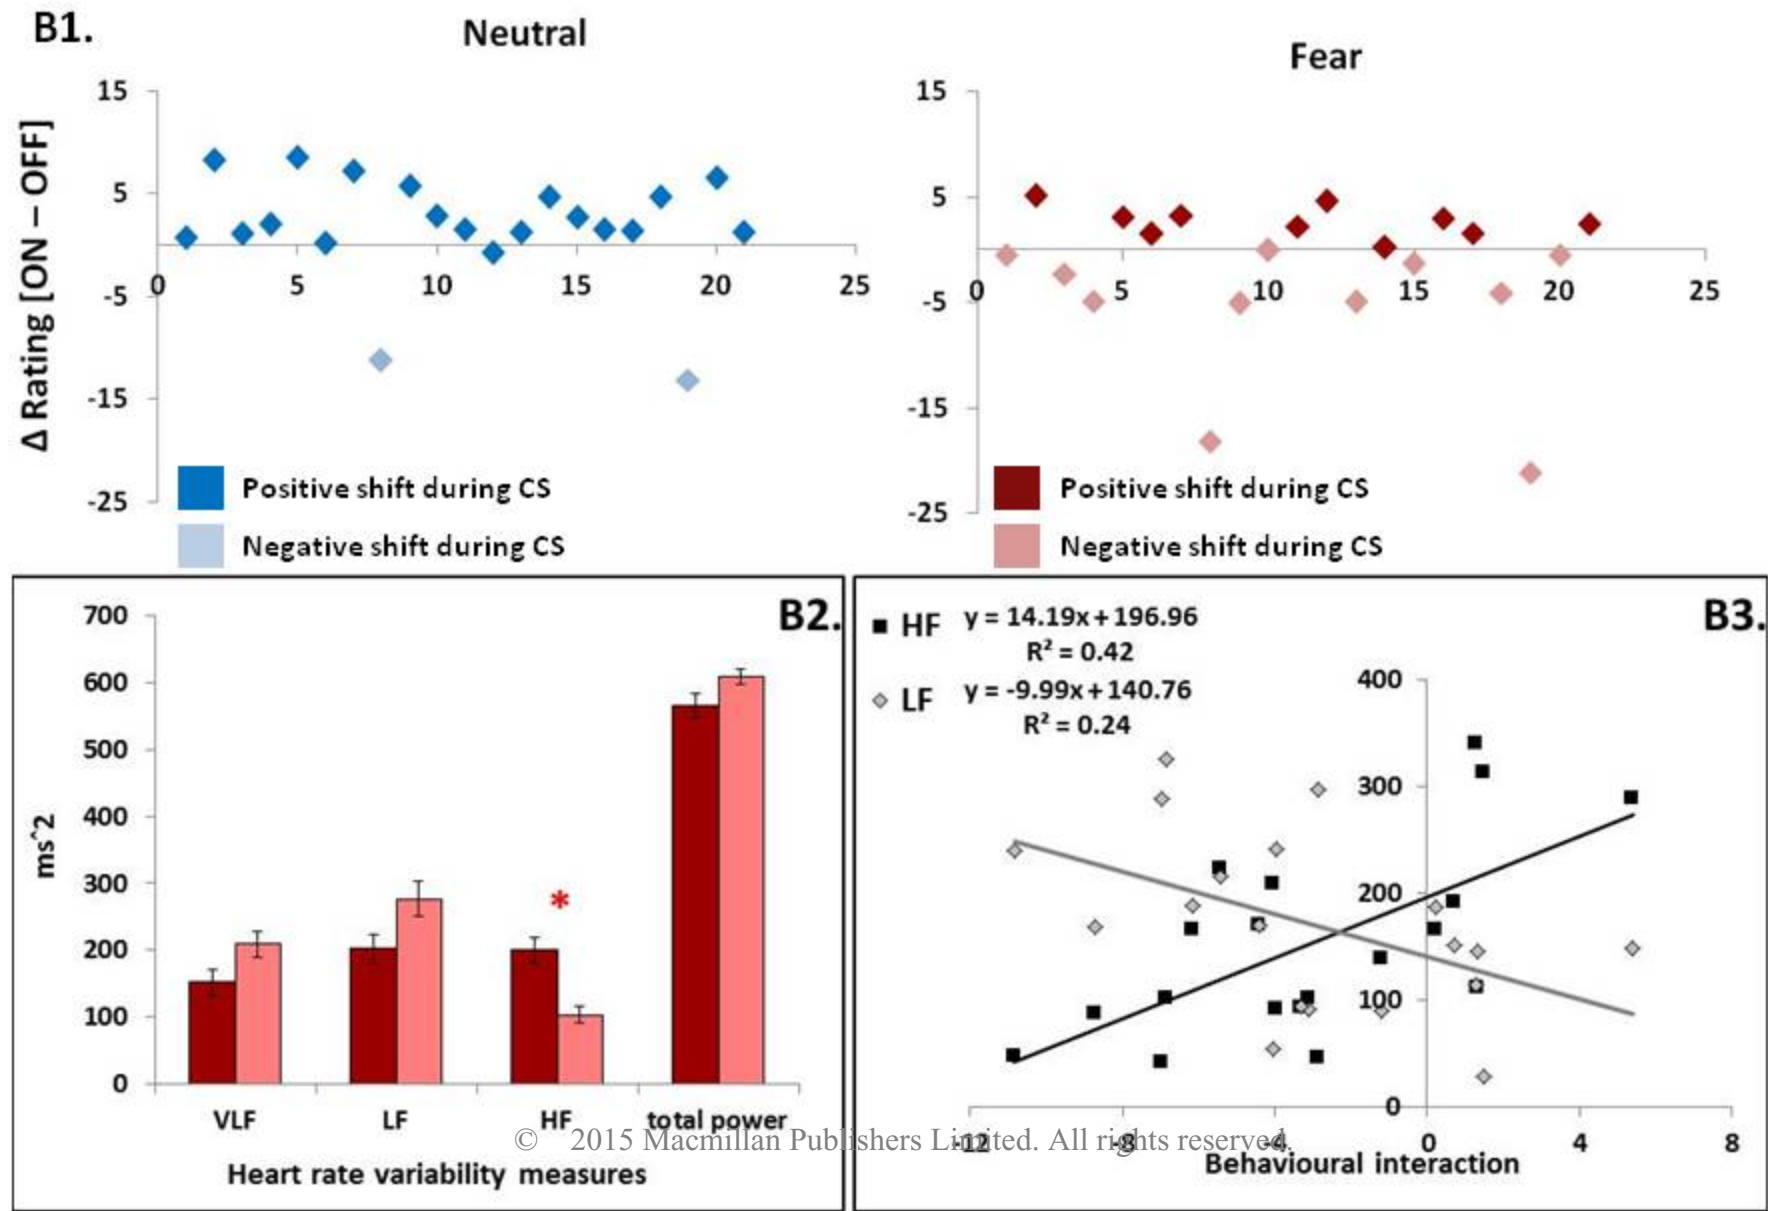 B1.
Neutral
Δ Rating [ON – OFF]
15
5
-5
-15
-25
0 5 10 15 20 25
Positive shift during CS
Negative shift during CS
Fear
15
5
-5
-15
-25
0 5 10 15 20 25
Positive shift during CS
Negative shift during CS
B2.
ms^2
700
600
500
400
300
200
100
0
*
VLF LF HF total power
Heart rate variability measures
B3.
HF y = 14.19x+196.96
R² = 0.42
LF y = -9.99x+140.76
R² = 0.24
400
300
200
100
0
-12 -8 -4 0 4 8
Behavioural interaction
© 2015 Macmillan Publishers Limited. All rights reserved.